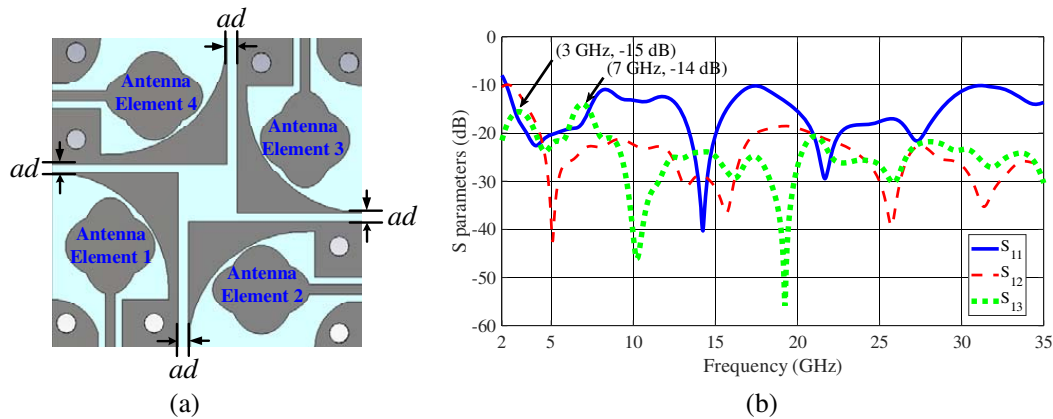 ad
ad
Antenna
Element 4
Antenna
Element 3
ad
ad
Antenna
Element 1
Antenna
Element 2
ad
(a)
0
-10
-20
-30
-40
-50
-60
S parameters (dB)
(3 GHz, -15 dB)
(7 GHz, -14 dB)
S11
S12
S13
2
5
10
15
20
25
30
35
Frequency (GHz)
(b)